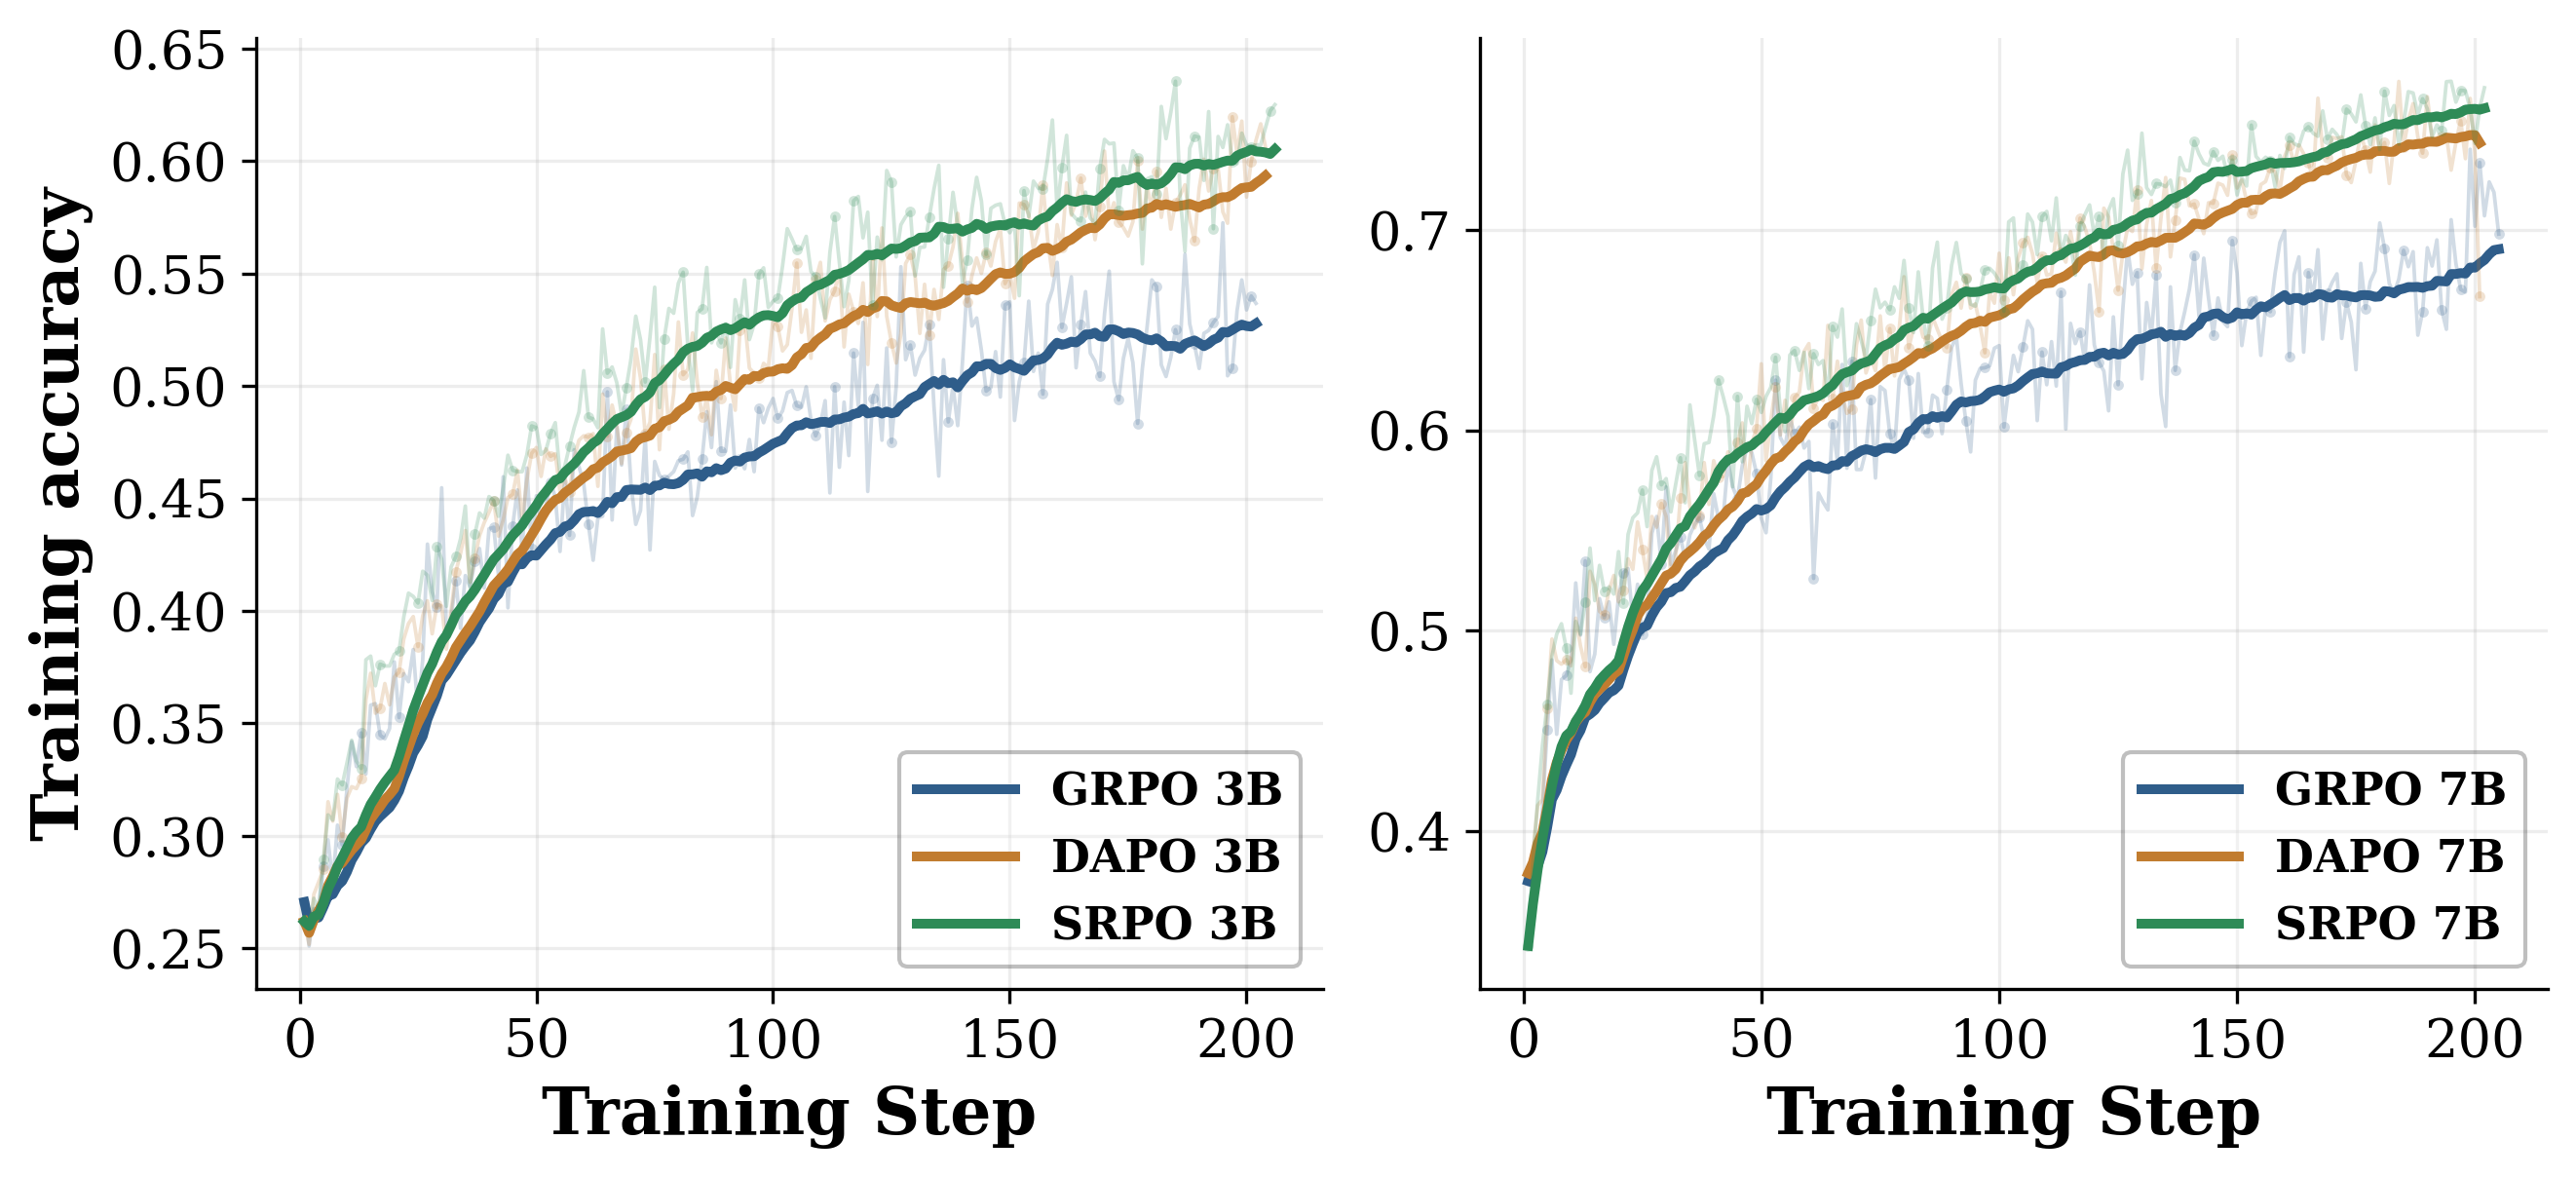 Training accuracy
0.65
0.60
0.55
0.50
0.45
0.40
0.35
0.30
0.25
0 50 100 150 200
Training Step
GRPO 3B
DAPO 3B
SRPO 3B
0.7
0.6
0.5
0.4
0 50 100 150 200
Training Step
GRPO 7B
DAPO 7B
SRPO 7B